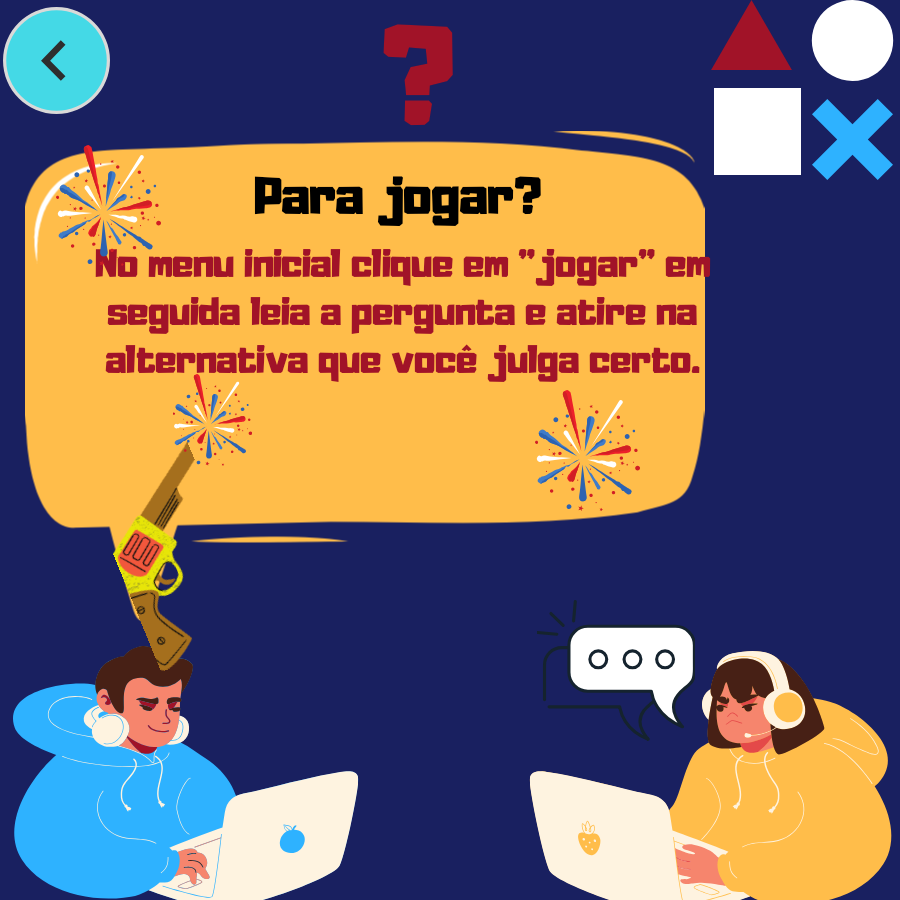 ?
Para jogar?
No menu inicial clique em "jogar" em
seguida leia a pergunta e atire na
alternativa que você julga certo.